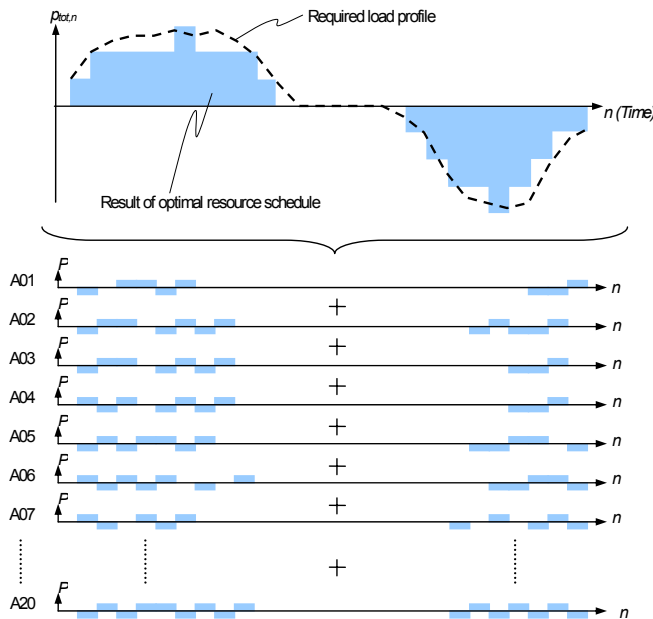 p_tot,n
Required load profile
n (Time)
Result of optimal resource schedule
A01 P n
+
A02 P n
+
A03 P n
+
A04 P n
+
A05 P n
+
A06 P n
+
A07 P n
+
A20 P n